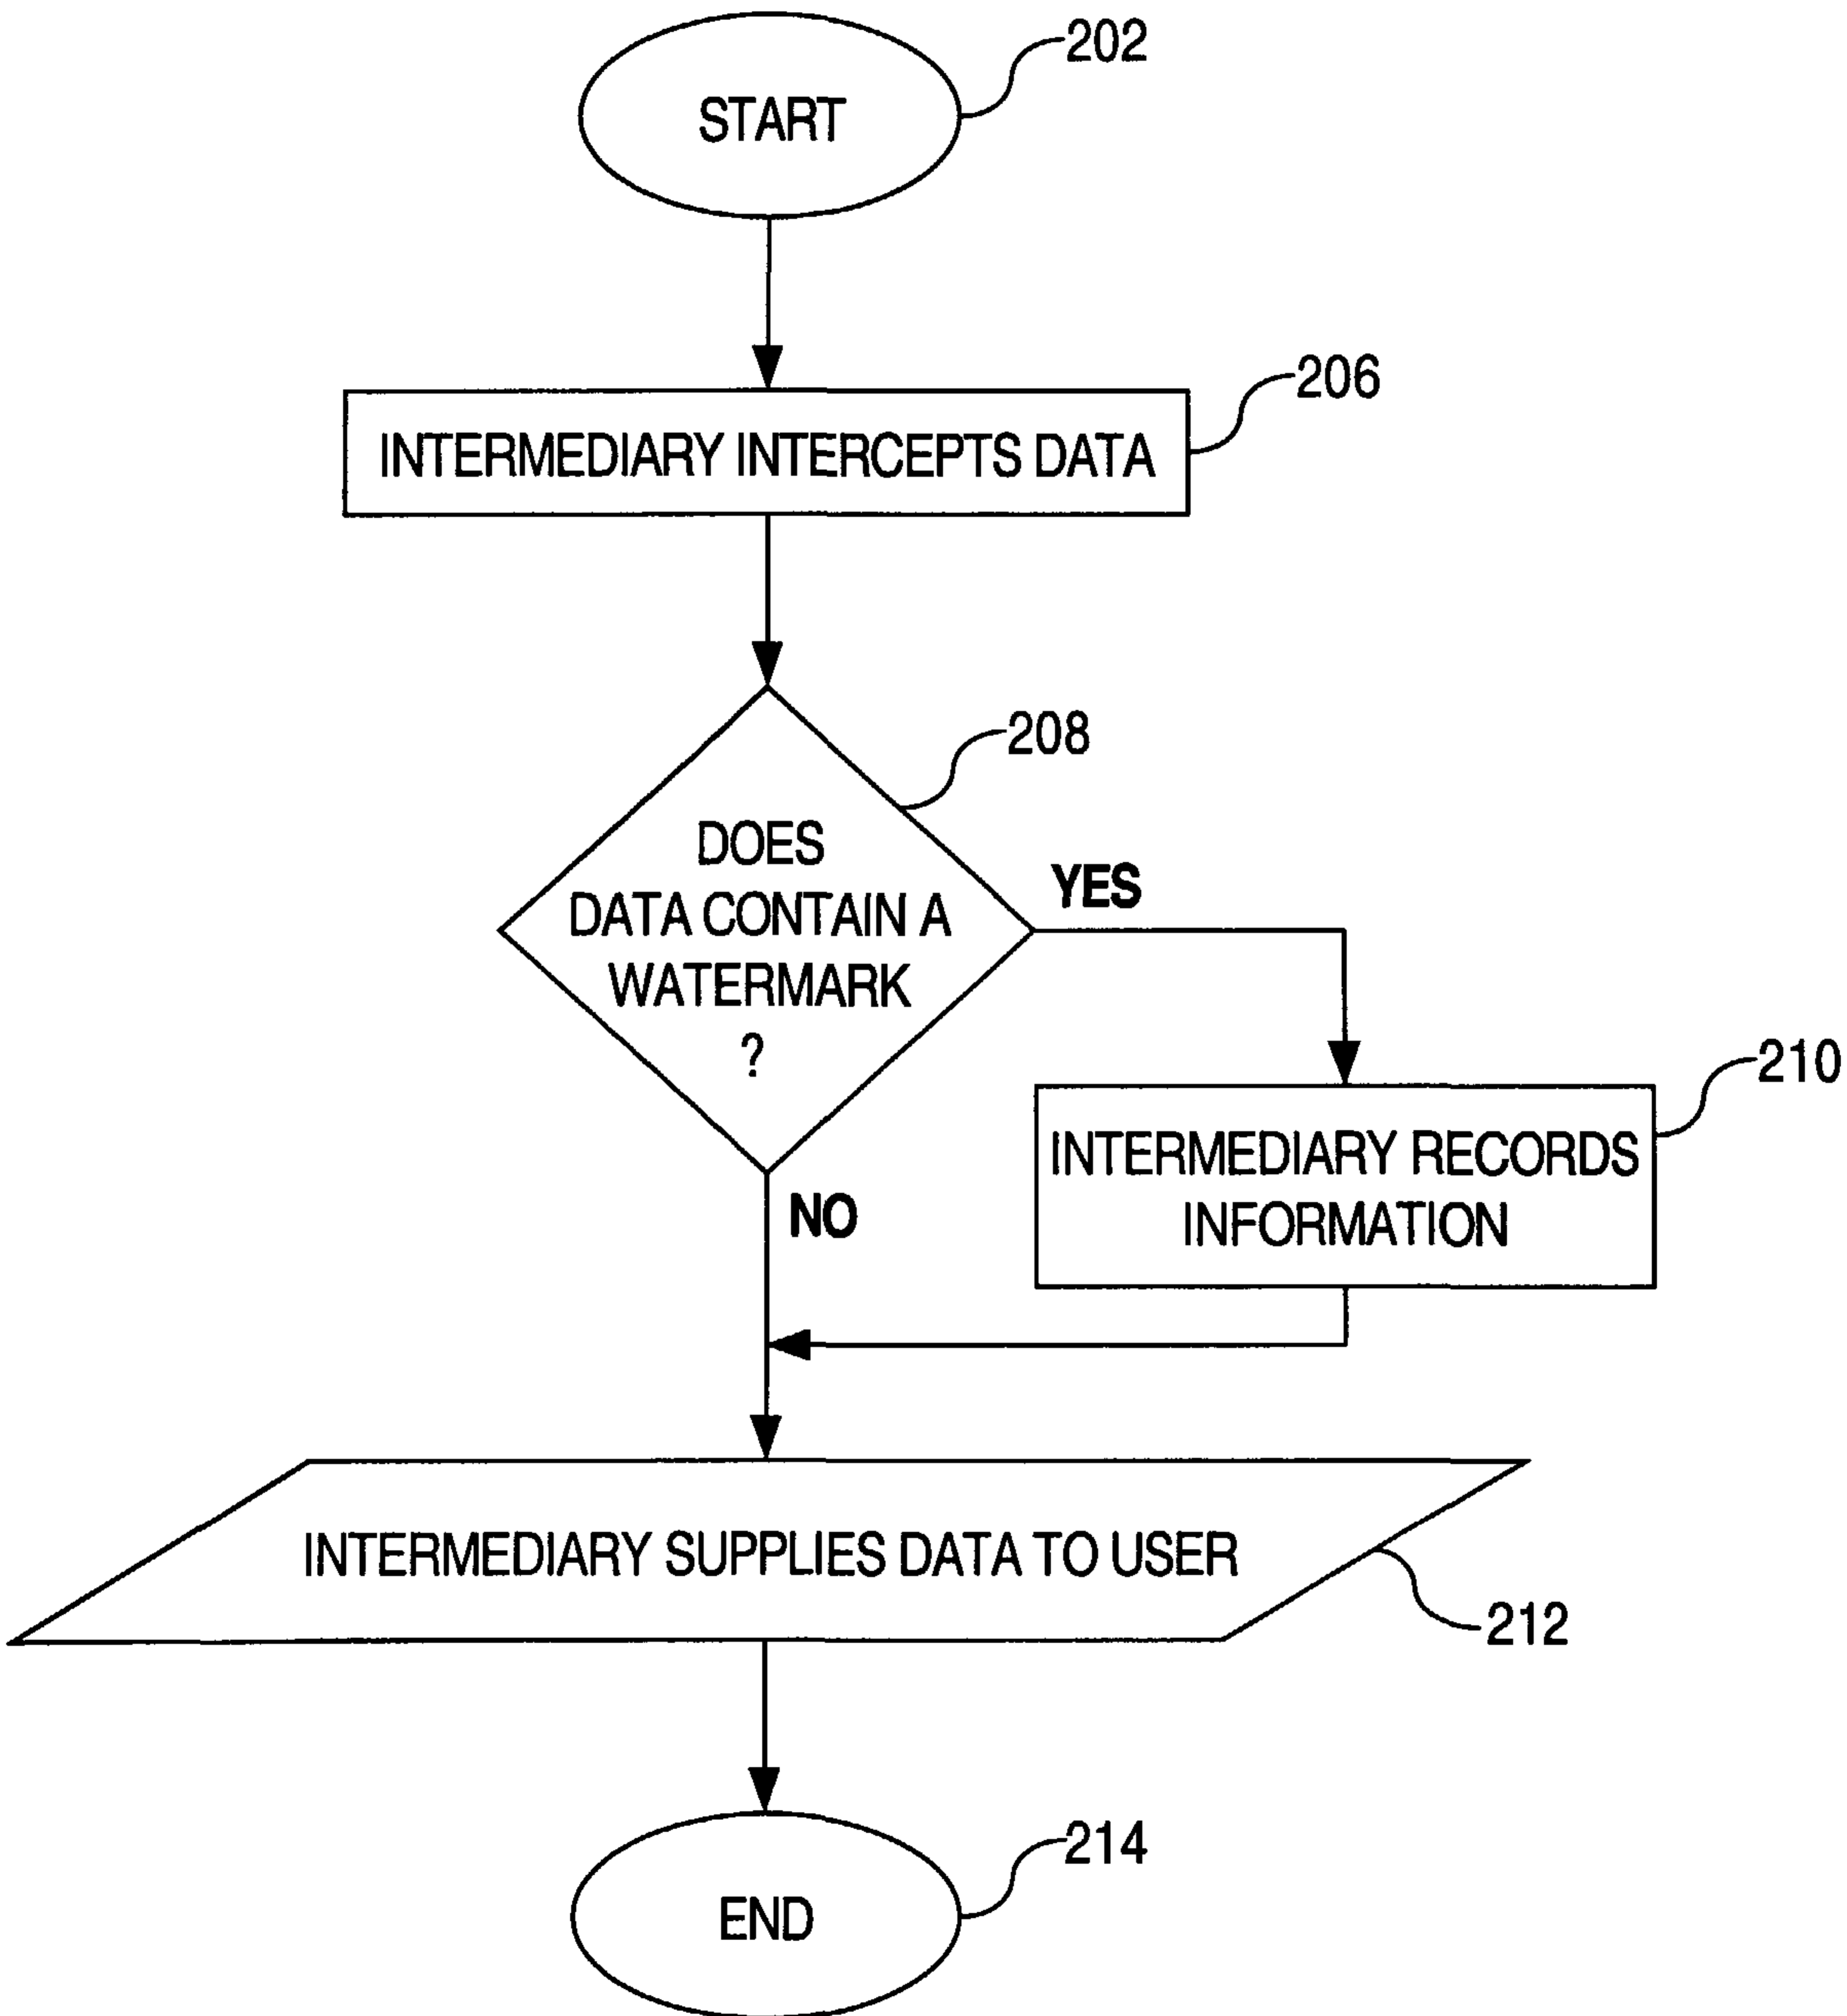 202
START
206
INTERMEDIARY INTERCEPTS DATA
208
DOES
DATA CONTAIN A
WATERMARK
?
YES
NO
210
INTERMEDIARY RECORDS
INFORMATION
INTERMEDIARY SUPPLIES DATA TO USER
212
214
END